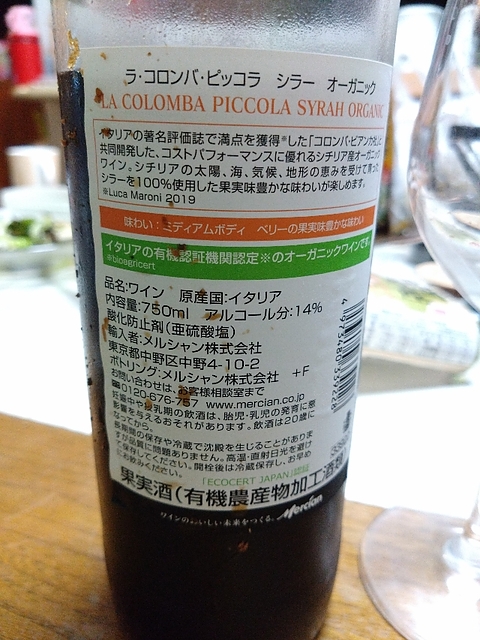 ラ・コロンバ・ピッコラ シラー オーガニック
LA COLOMBA PICCOLA SYRAH ORGANIC
イタリアの著名評価誌で満点を獲得※した「コロンバ・ビアンカ社」と
共同開発した、コストパフォーマンスに優れるシチリア産オーガニック
ワイン。シチリアの太陽、海、気候、地形の恵みを受けて育った
シラーを100%使用した果実味豊かな味わいが楽しめます。
※Luca Maroni 2019
味わい:ミディアムボディ ベリーの果実味豊かな味わい
イタリアの有機認証機関認定※のオーガニックワインです。
※bioagricert
品名:ワイン 原産国:イタリア
内容量:750ml アルコール分:14%
酸化防止剤(亜硫酸塩)
輸入者:メルシャン株式会社
東京都中野区中野4-10-2
ボトリング:メルシャン株式会社 +F
お問い合わせは、お客様相談室まで
0120-676-757 www.mercian.co.jp
妊娠中や授乳期の飲酒は、胎児・乳児の発育に悪
影響を与えるおそれがあります。飲酒は20歳に
なってから。
長期間の保存や冷蔵で沈殿を生じることがありま
すが品質に問題ありません。高温・直射日光を避け
て保存してください。開栓後は冷蔵保存し、お早め
にお飲みください。
「ECOCERT JAPAN」認証
果実酒(有機農産物加工酒類)
ワインのおいしい未来をつくる。 Mercian